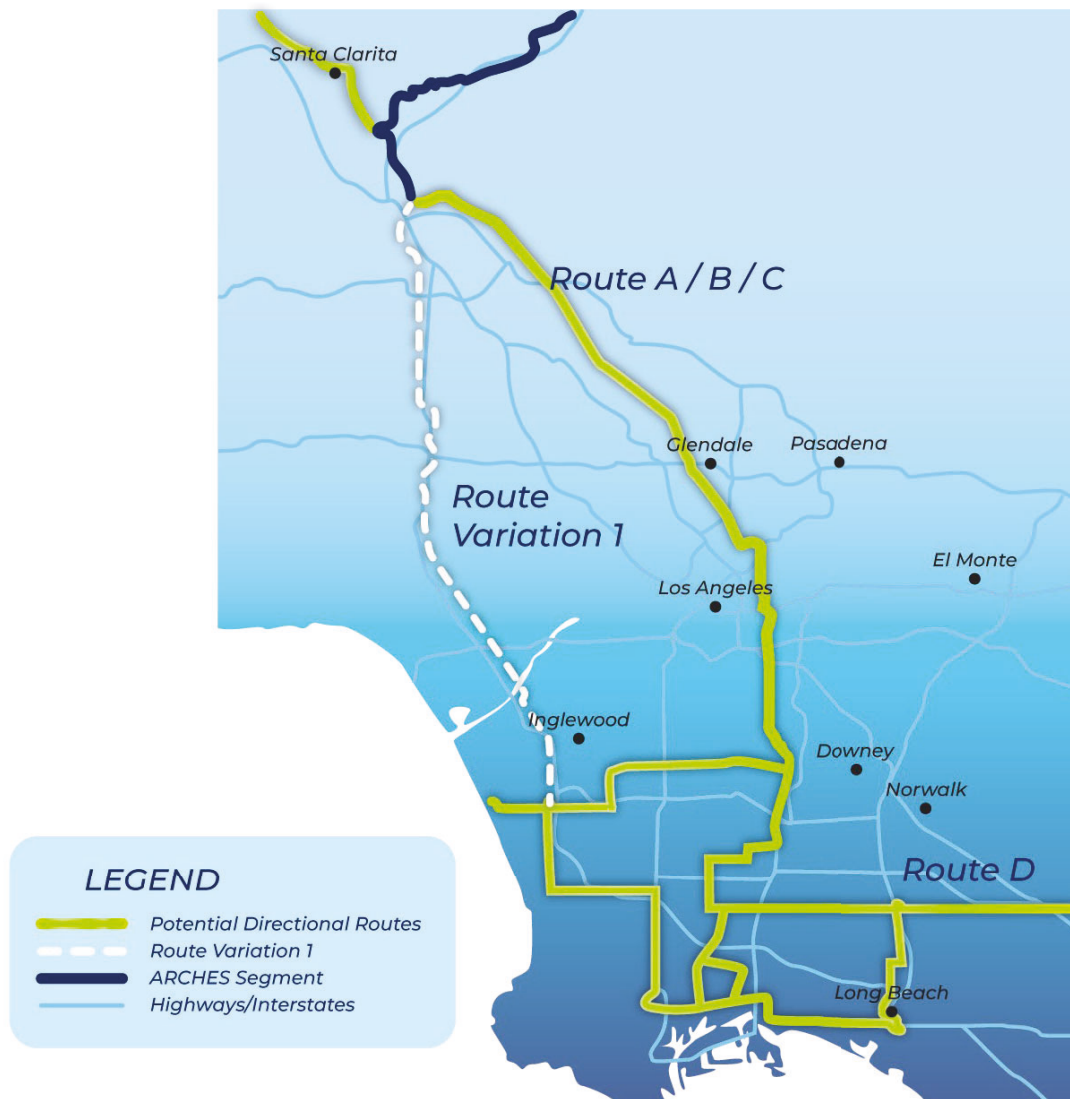 Santa Clarita
Route A / B / C
Glendale
Pasadena
Route
Variation 1
El Monte
Los Angeles
Inglewood
Downey
Norwalk
Route D
Long Beach
LEGEND
Potential Directional Routes
Route Variation 1
ARCHES Segment
Highways/Interstates